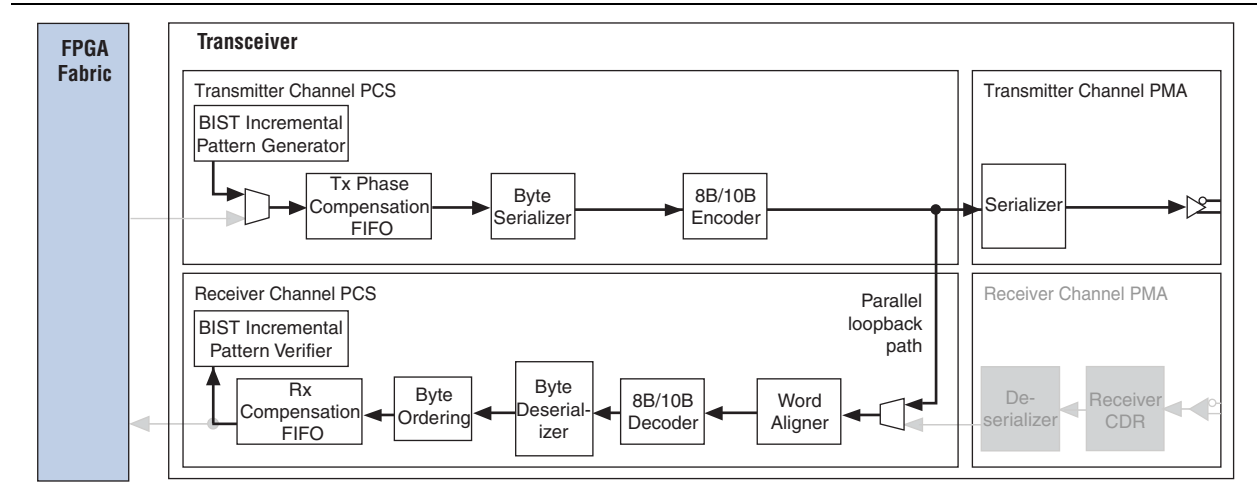 FPGA
Fabric
Transceiver
Transmitter Channel PCS
BIST Incremental
Pattern Generator
Tx Phase
Compensation
FIFO
Byte
Serializer
8B/10B
Encoder
Transmitter Channel PMA
Serializer
Receiver Channel PCS
BIST Incremental
Pattern Verifier
Rx
Compensation
FIFO
Byte
Ordering
Byte
Deserial-
izer
8B/10B
Decoder
Word
Aligner
Parallel
loopback
path
Receiver Channel PMA
De-
serializer
Receiver
CDR